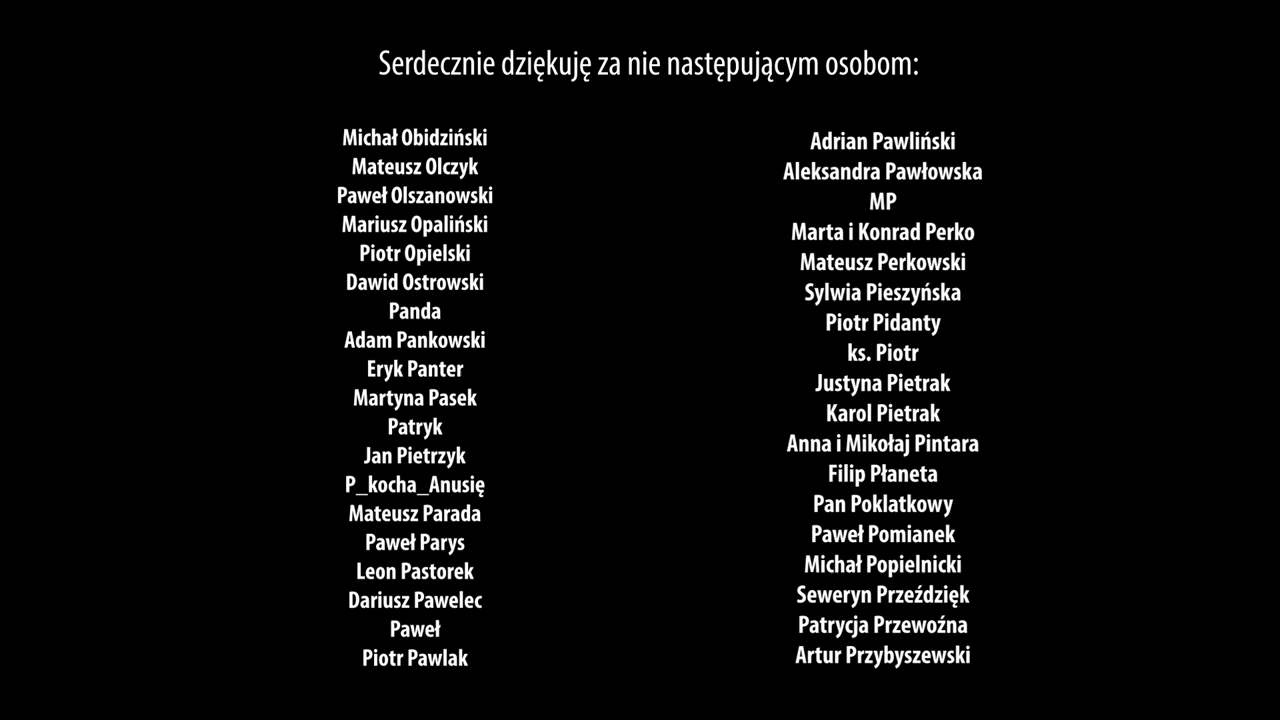 Serdecznie dziękuję za nie następującym osobom:
Michał Obidziński
Mateusz Olczyk
Paweł Olszanowski
Mariusz Opaliński
Piotr Opielski
Dawid Ostrowski
Panda
Adam Pankowski
Eryk Panter
Martyna Pasek
Patryk
Jan Pietrzyk
P_kocha_Anusię
Mateusz Parada
Paweł Parys
Leon Pastorek
Dariusz Pawelec
Paweł
Piotr Pawlak
Adrian Pawliński
Aleksandra Pawłowska
MP
Marta i Konrad Perko
Mateusz Perkowski
Sylwia Pieszyńska
Piotr Pidanty
ks. Piotr
Justyna Pietrak
Karol Pietrak
Anna i Mikołaj Pintara
Filip Płaneta
Pan Poklatkowy
Paweł Pomianek
Michał Popielnicki
Seweryn Przeździęk
Patrycja Przewoźna
Artur Przybyszewski